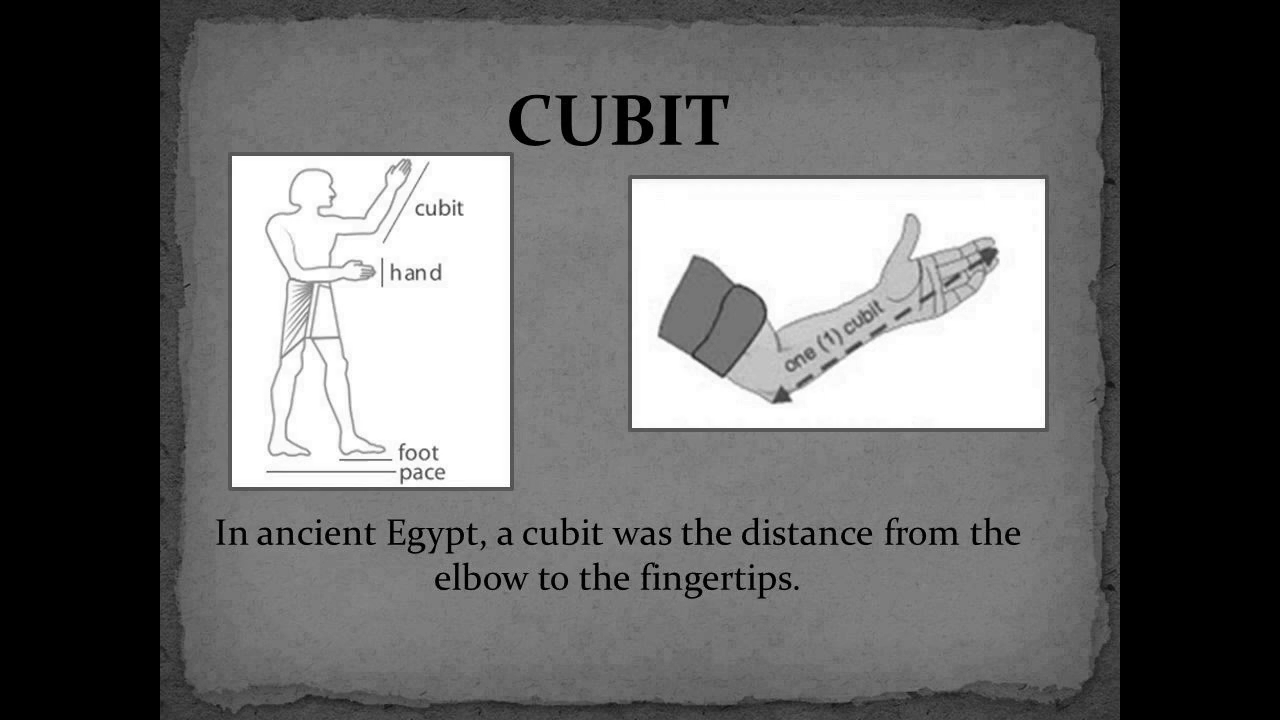 CUBIT
cubit
hand
foot
pace
one (1) cubit
In ancient Egypt, a cubit was the distance from the
elbow to the fingertips.